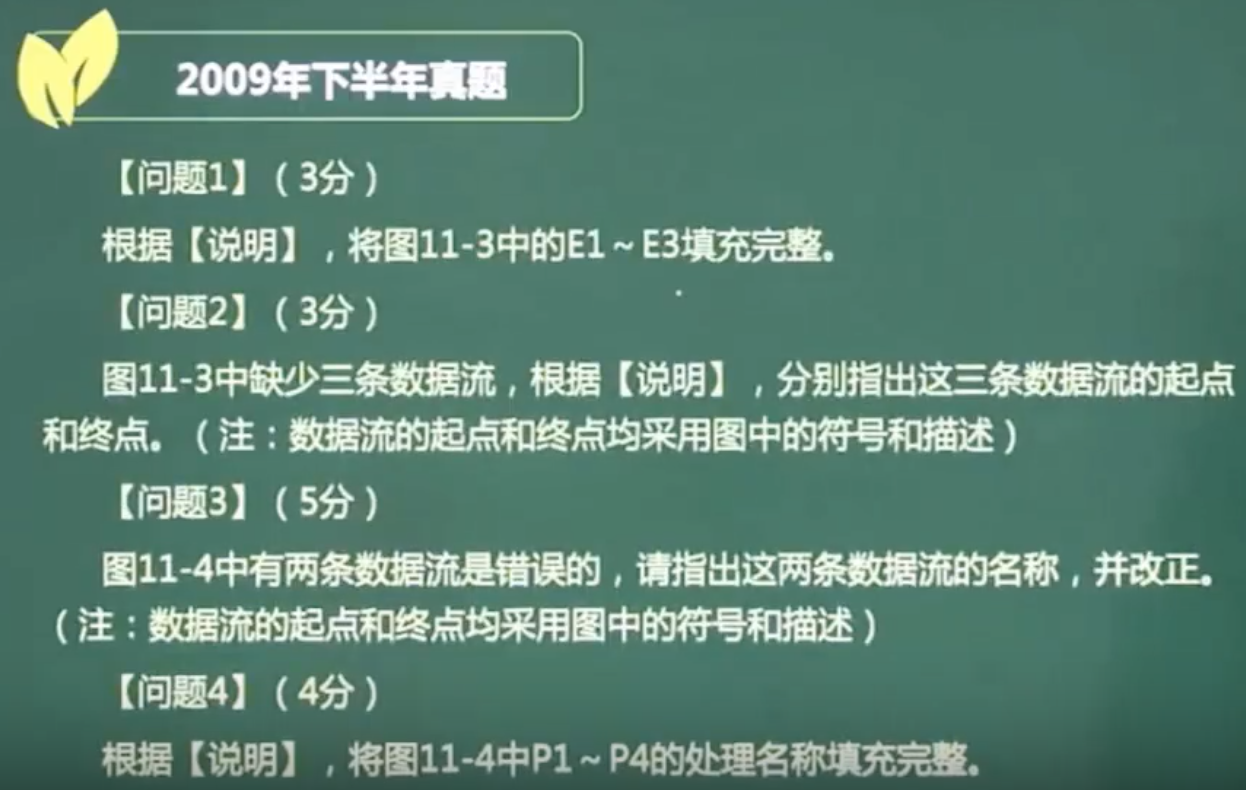 2009年下半年真题
【问题1】（3分）
根据【说明】，将图11-3中的E1～E3填充完整。
【问题2】（3分）
图11-3中缺少三条数据流，根据【说明】，分别指出这三条数据流的起点
和终点。（注：数据流的起点和终点均采用图中的符号和描述）
【问题3】（5分）
图11-4中有两条数据流是错误的，请指出这两条数据流的名称，并改正。
（注：数据流的起点和终点均采用图中的符号和描述）
【问题4】（4分）
根据【说明】，将图11-4中P1～P4的处理名称填充完整。